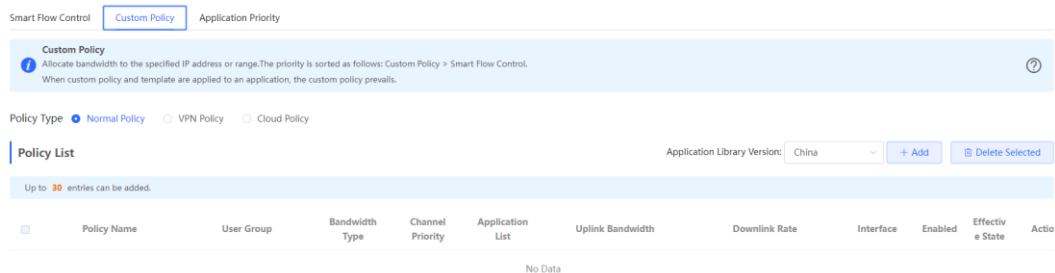 Smart Flow Control Custom Policy Application Priority
Custom Policy
Allocate bandwidth to the specified IP address or range.The priority is sorted as follows: Custom Policy > Smart Flow Control.
When custom policy and template are applied to an application, the custom policy prevails.
Policy Type Normal Policy VPN Policy Cloud Policy
Policy List Application Library Version: China + Add Delete Selected
Up to 30 entries can be added.
Policy Name User Group Bandwidth Type Channel Priority Application List Uplink Bandwidth Downlink Rate Interface Enabled Effectiv e State Actio
No Data